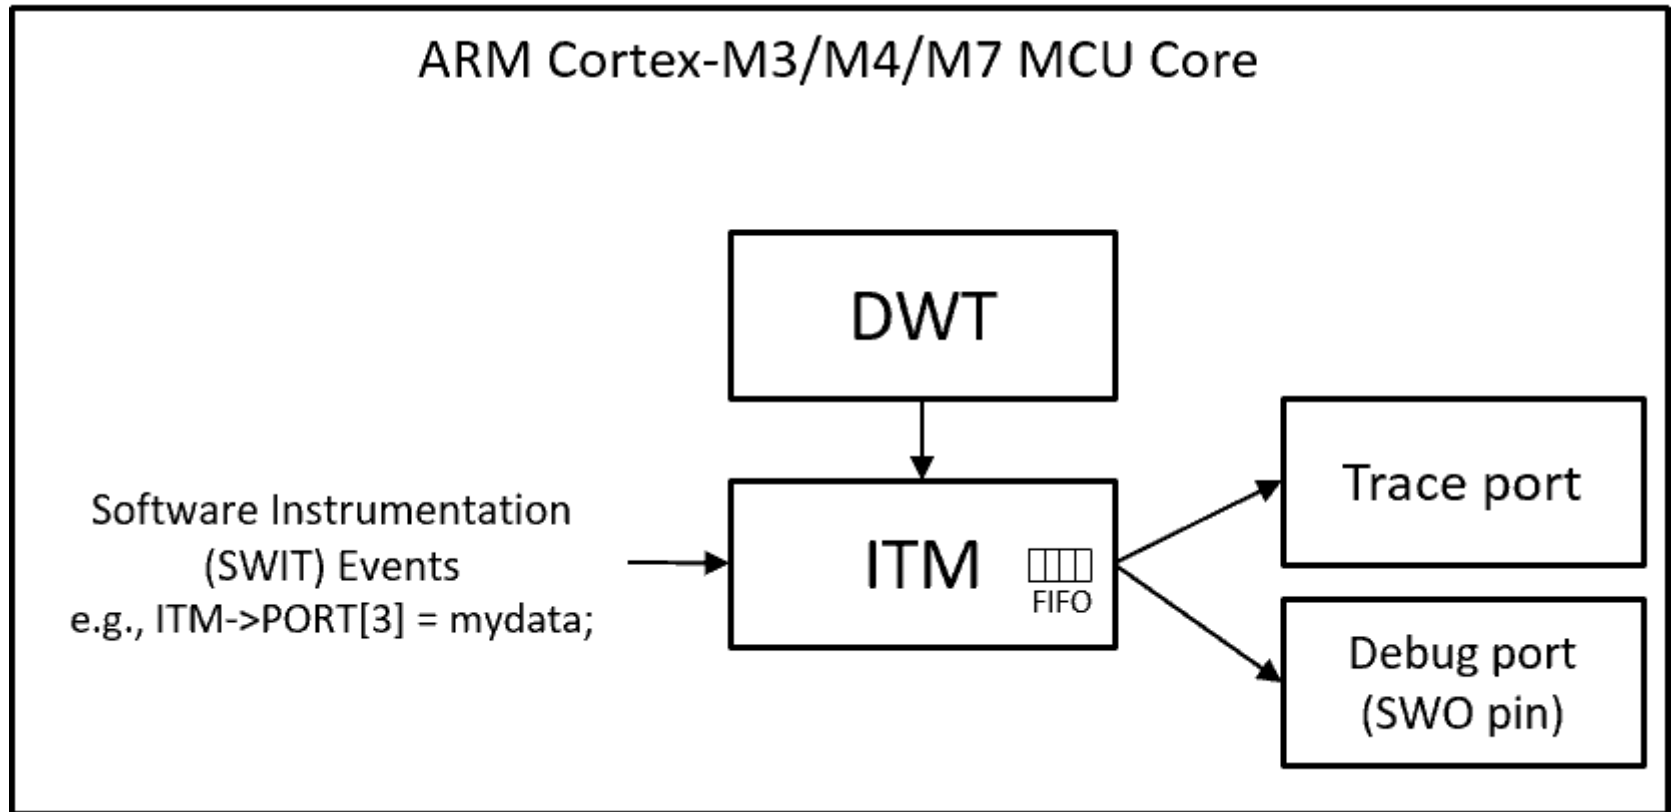 ARM Cortex-M3/M4/M7 MCU Core
DWT
Software Instrumentation
(SWIT) Events
e.g., ITM->PORT[3] = mydata;
ITM
FIFO
Trace port
Debug port
(SWO pin)